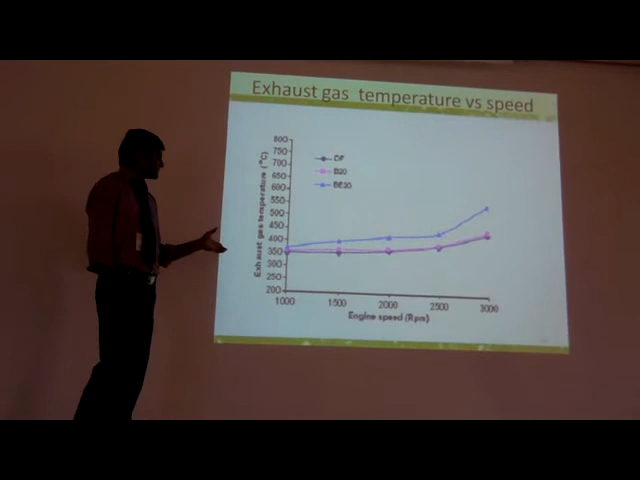 Exhaust gas temperature vs speed
Exhaust gas temperature (°C)
800
750
700
650
600
550
500
450
400
350
300
250
200
DF
B20
BE20
1000 1500 2000 2500 3000
Engine speed (Rpm)